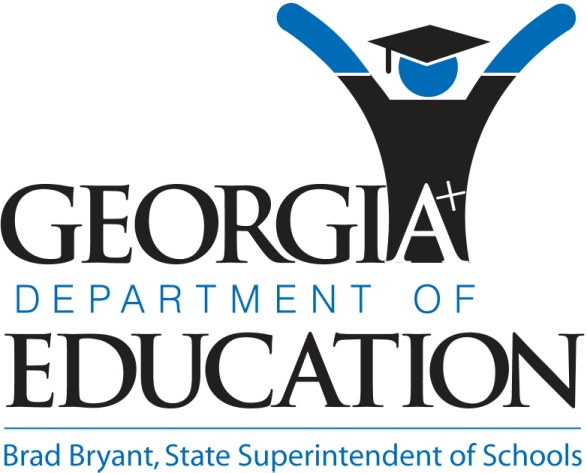 GEORGIA+
DEPARTMENT OF
EDUCATION
Brad Bryant, State Superintendent of Schools